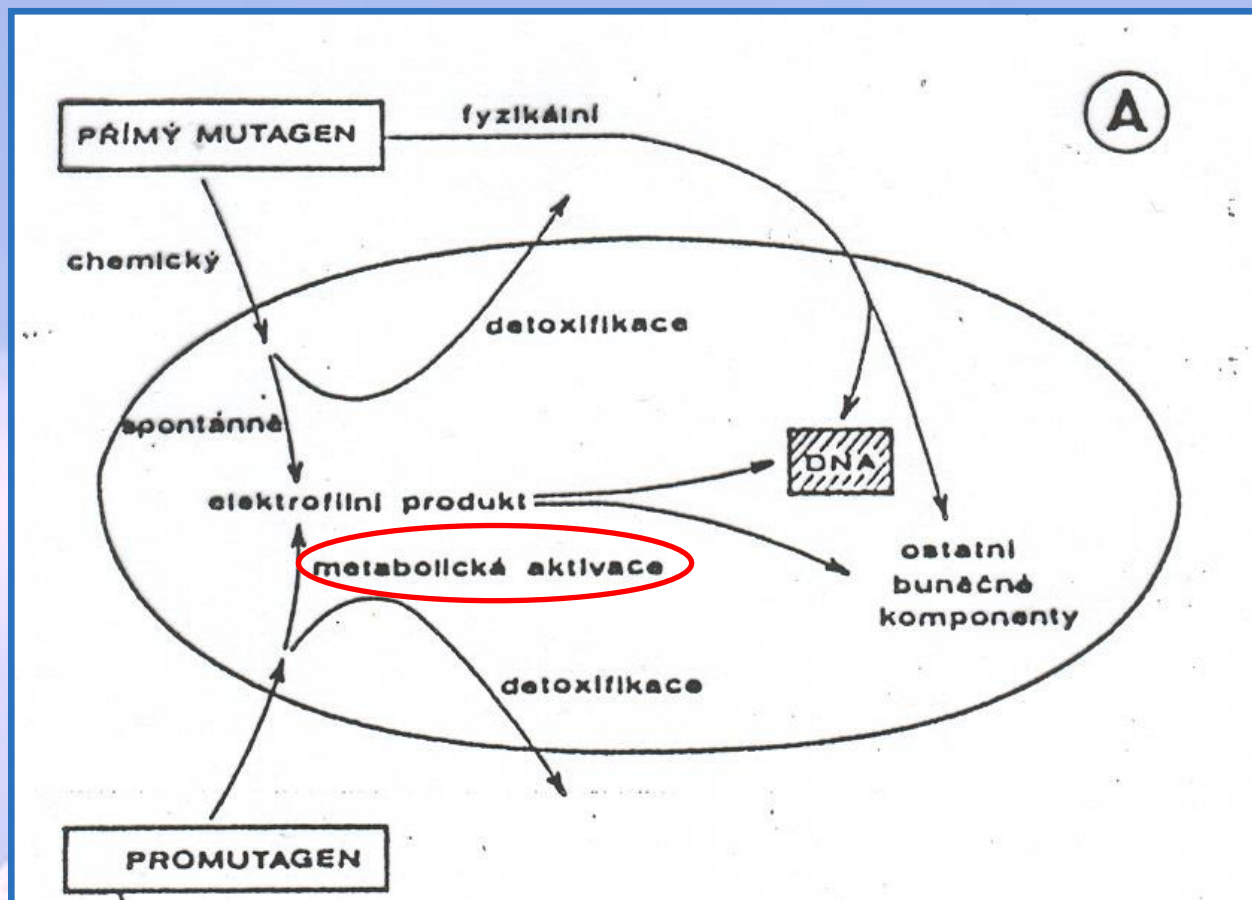 A
PŘÍMÝ MUTAGEN
fyzikální
chemický
detoxifikace
spontánně
DNA
elektrofilní produkt
metabolická aktivace
ostatní
buněčné
komponenty
detoxifikace
PROMUTAGEN